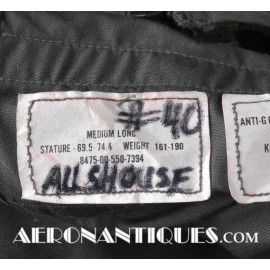 #40
MEDIUM LONG
STATURE - 69.5-74.4 WEIGHT 161-190
8475-00-550-7394
ALLSHOUSE
ANTI-G
K
AERONANTIQUES.COM